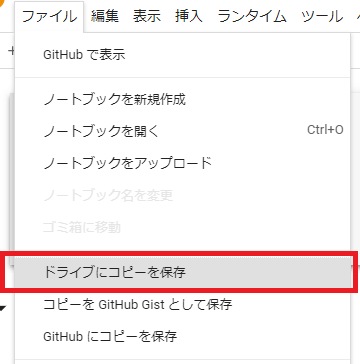 ファイル 編集 表示 挿入 ランタイム ツール
GitHub で表示
ノートブックを新規作成
ノートブックを開く Ctrl+O
ノートブックをアップロード
ノートブック名を変更
ゴミ箱に移動
ドライブにコピーを保存
コピーを GitHub Gist として保存
GitHub にコピーを保存